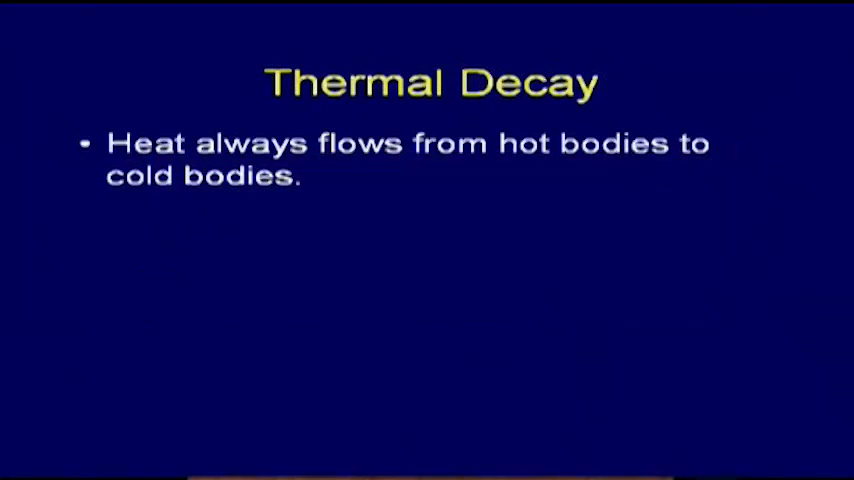 Thermal Decay
• Heat always flows from hot bodies to
cold bodies.